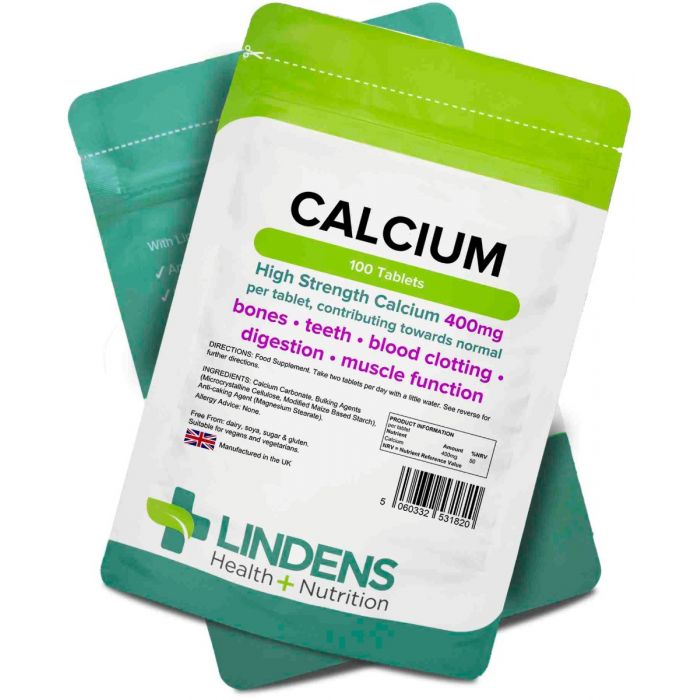 CALCIUM
100 Tablets
High Strength Calcium 400mg
per tablet, contributing towards normal
bones • teeth • blood clotting •
digestion • muscle function
DIRECTIONS: Food Supplement. Take two tablets per day with a little water. See reverse for
further directions.
INGREDIENTS: Calcium Carbonate, Bulking Agents
(Microcrystalline Cellulose, Modified Maize Based Starch),
Anti-caking Agent (Magnesium Stearate).
Allergy Advice: None.
Free From: dairy, soya, sugar & gluten.
Suitable for vegans and vegetarians.
Manufactured in the UK
PRODUCT INFORMATION
per tablet
Nutrient Amount %NRV
Calcium 400mg 50
NRV = Nutrient Reference Value
5 060332 531820
LINDENS
Health + Nutrition
With Lin